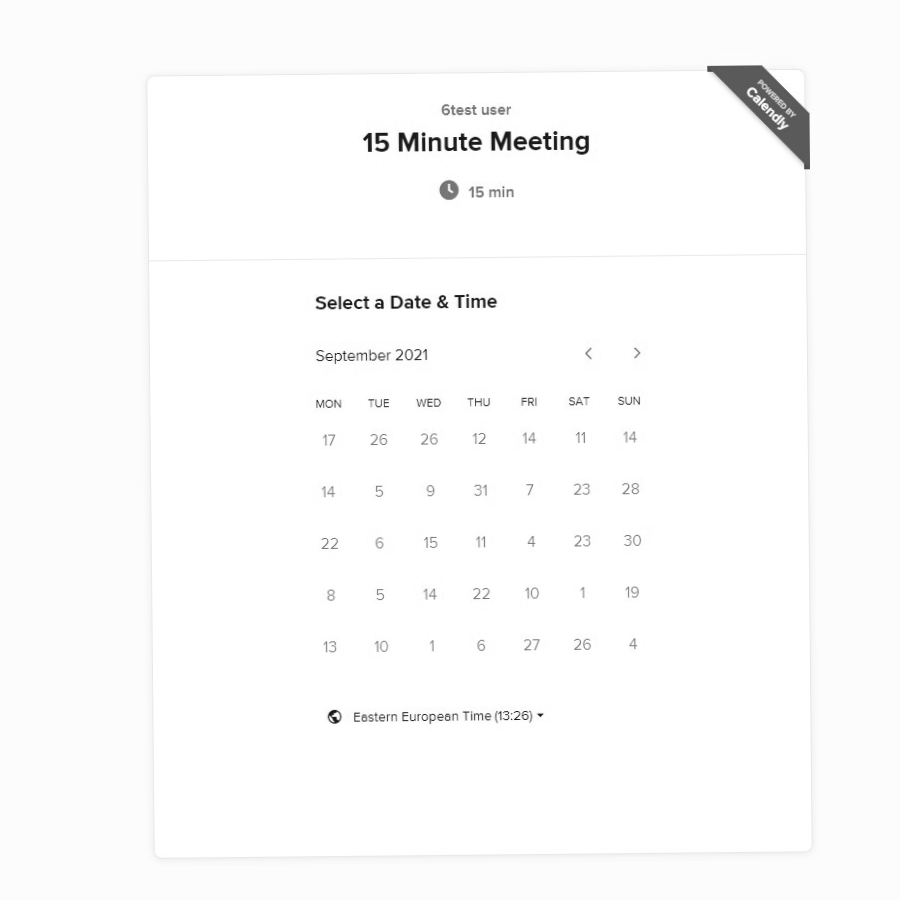 6test user
POWERED BY
Calendly
15 Minute Meeting
15 min
Select a Date & Time
September 2021
MON TUE WED THU FRI SAT SUN
17 26 26 12 14 11 14
14 5 9 31 7 23 28
22 6 15 11 4 23 30
8 5 14 22 10 1 19
13 10 1 6 27 26 4
Eastern European Time (13:26)